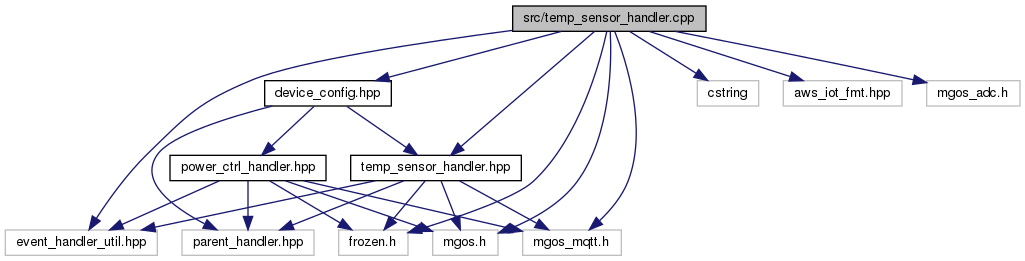 src/temp_sensor_handler.cpp
device_config.hpp
cstring
aws_iot_fmt.hpp
mgos_adc.h
power_ctrl_handler.hpp
temp_sensor_handler.hpp
event_handler_util.hpp
parent_handler.hpp
frozen.h
mgos.h
mgos_mqtt.h